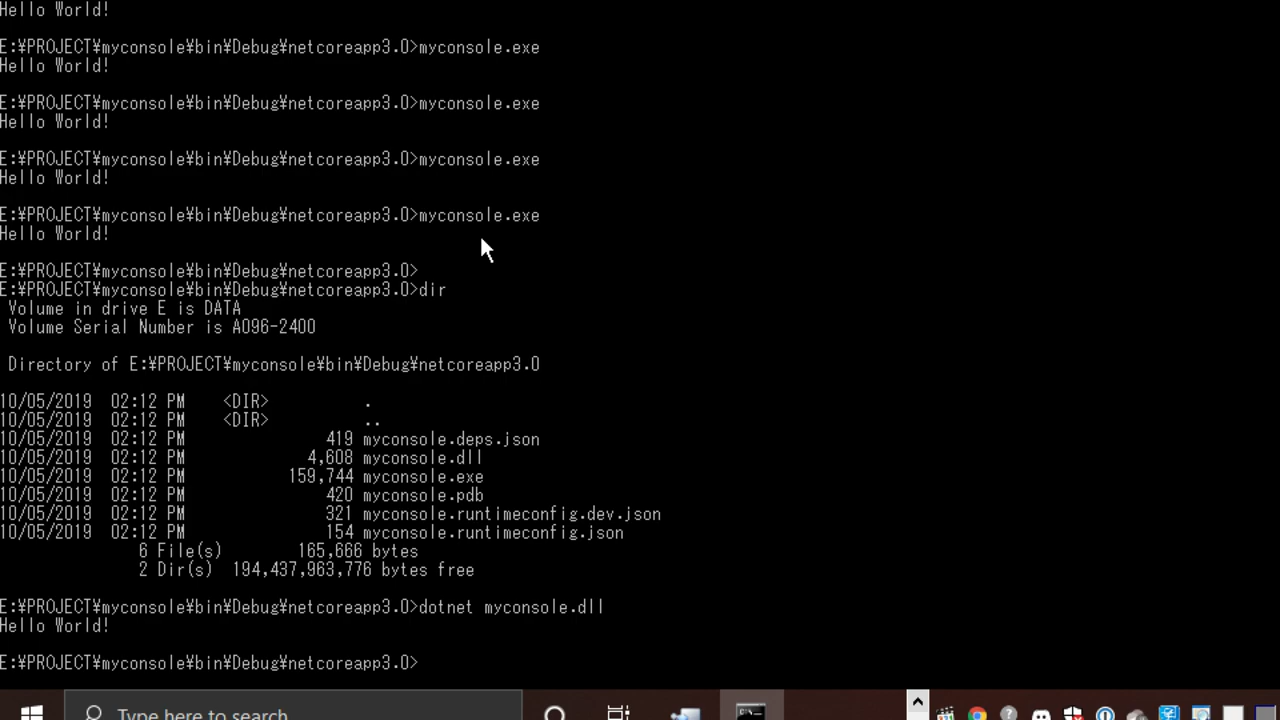 Hello World!
E:¥PROJECT¥myconsole¥bin¥Debug¥netcoreapp3.0>myconsole.exe
Hello World!
E:¥PROJECT¥myconsole¥bin¥Debug¥netcoreapp3.0>myconsole.exe
Hello World!
E:¥PROJECT¥myconsole¥bin¥Debug¥netcoreapp3.0>myconsole.exe
Hello World!
E:¥PROJECT¥myconsole¥bin¥Debug¥netcoreapp3.0>myconsole.exe
Hello World!
E:¥PROJECT¥myconsole¥bin¥Debug¥netcoreapp3.0>
E:¥PROJECT¥myconsole¥bin¥Debug¥netcoreapp3.0>dir
Volume in drive E is DATA
Volume Serial Number is A096-2400
Directory of E:¥PROJECT¥myconsole¥bin¥Debug¥netcoreapp3.0
10/05/2019  02:12 PM    <DIR>          .
10/05/2019  02:12 PM    <DIR>          ..
10/05/2019  02:12 PM               419 myconsole.deps.json
10/05/2019  02:12 PM             4,608 myconsole.dll
10/05/2019  02:12 PM           159,744 myconsole.exe
10/05/2019  02:12 PM               420 myconsole.pdb
10/05/2019  02:12 PM               321 myconsole.runtimeconfig.dev.json
10/05/2019  02:12 PM               154 myconsole.runtimeconfig.json
6 File(s)        165,666 bytes
2 Dir(s)  194,437,963,776 bytes free
E:¥PROJECT¥myconsole¥bin¥Debug¥netcoreapp3.0>dotnet myconsole.dll
Hello World!
E:¥PROJECT¥myconsole¥bin¥Debug¥netcoreapp3.0>
Type here to search